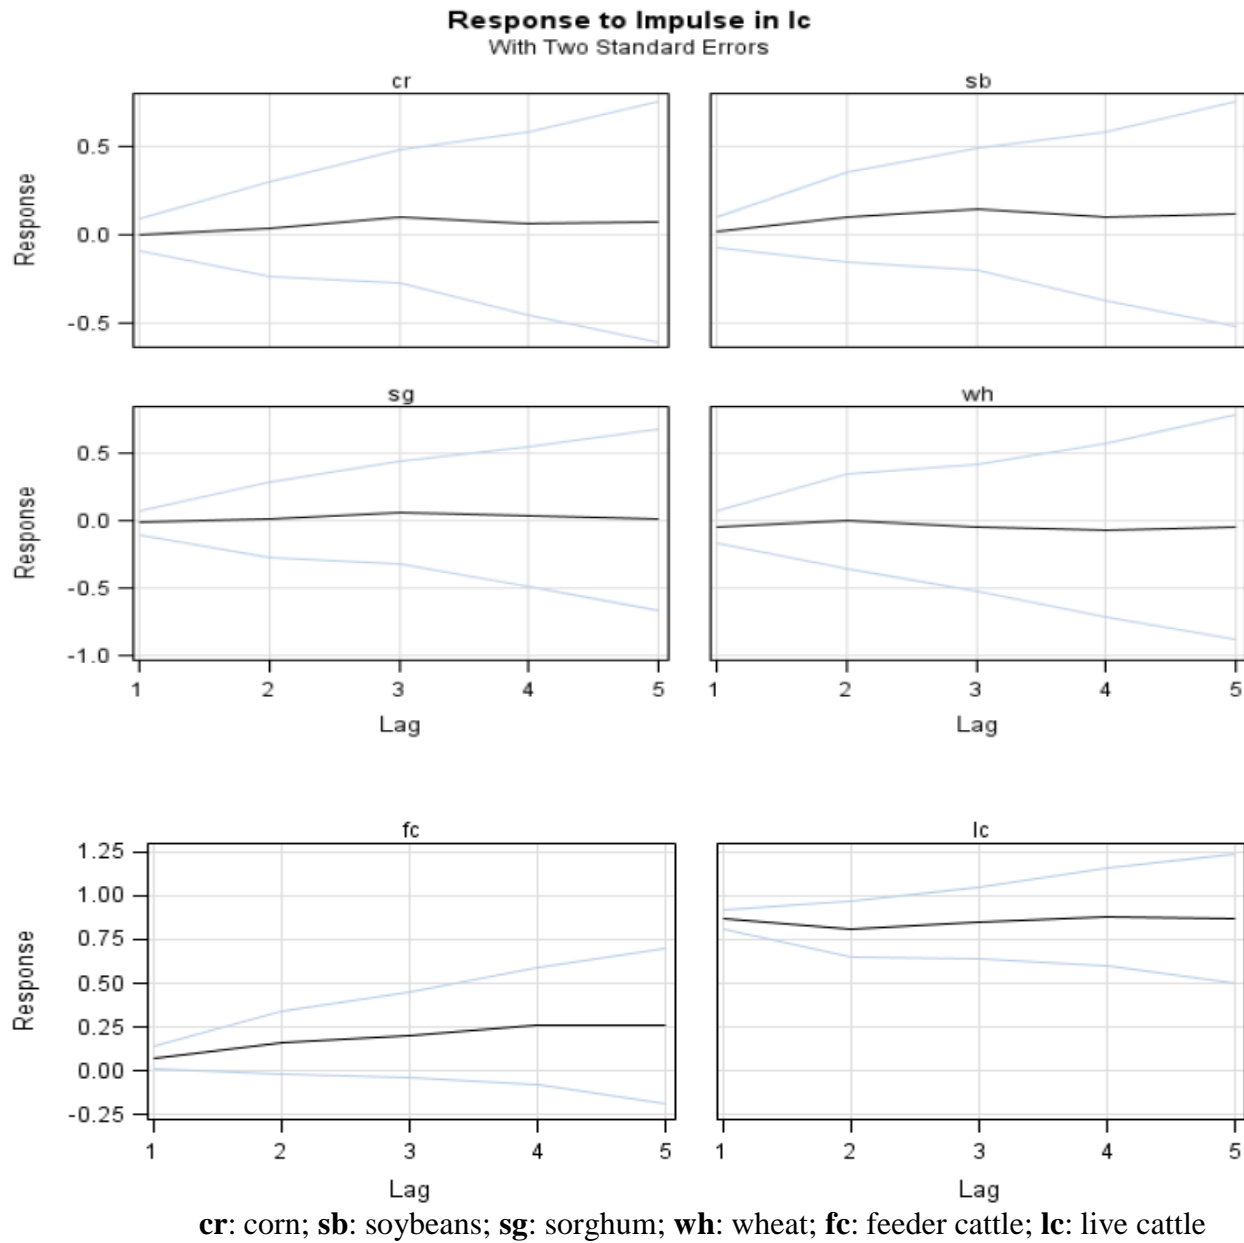 Response to Impulse in lc
With Two Standard Errors
cr
sb
Response
0.5
0.0
-0.5
sg
wh
Response
0.5
0.0
-0.5
-1.0
1 2 3 4 5
1 2 3 4 5
Lag
Lag
fc
lc
Response
1.25
1.00
0.75
0.50
0.25
0.00
-0.25
1 2 3 4 5
1 2 3 4 5
Lag
Lag
cr: corn; sb: soybeans; sg: sorghum; wh: wheat; fc: feeder cattle; lc: live cattle